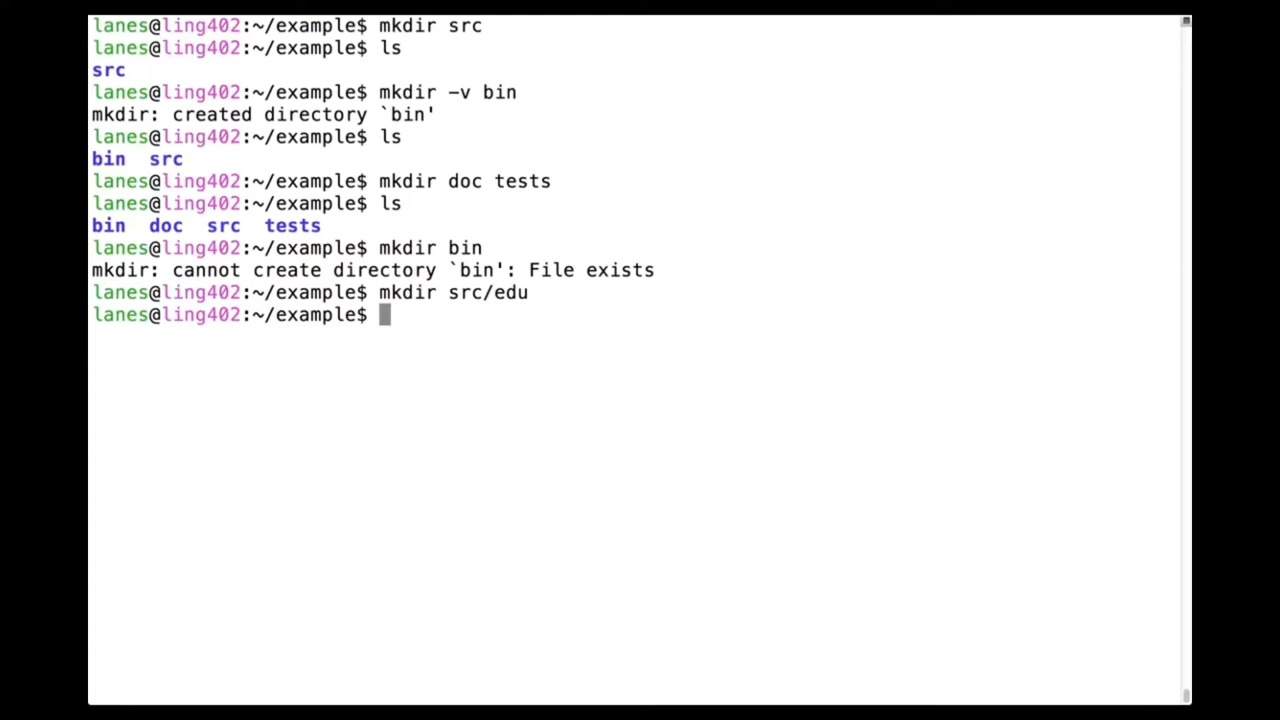 lanes@ling402:~/example$ mkdir src
lanes@ling402:~/example$ ls
src
lanes@ling402:~/example$ mkdir -v bin
mkdir: created directory `bin'
lanes@ling402:~/example$ ls
bin  src
lanes@ling402:~/example$ mkdir doc tests
lanes@ling402:~/example$ ls
bin  doc  src  tests
lanes@ling402:~/example$ mkdir bin
mkdir: cannot create directory `bin': File exists
lanes@ling402:~/example$ mkdir src/edu
lanes@ling402:~/example$